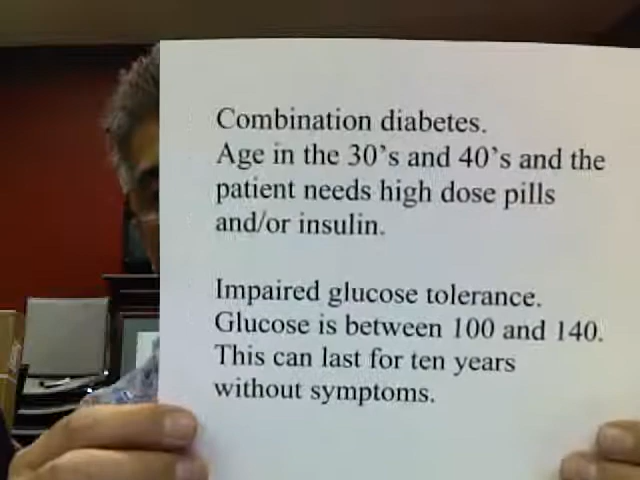 Combination diabetes.
Age in the 30's and 40's and the
patient needs high dose pills
and/or insulin.
Impaired glucose tolerance.
Glucose is between 100 and 140.
This can last for ten years
without symptoms.